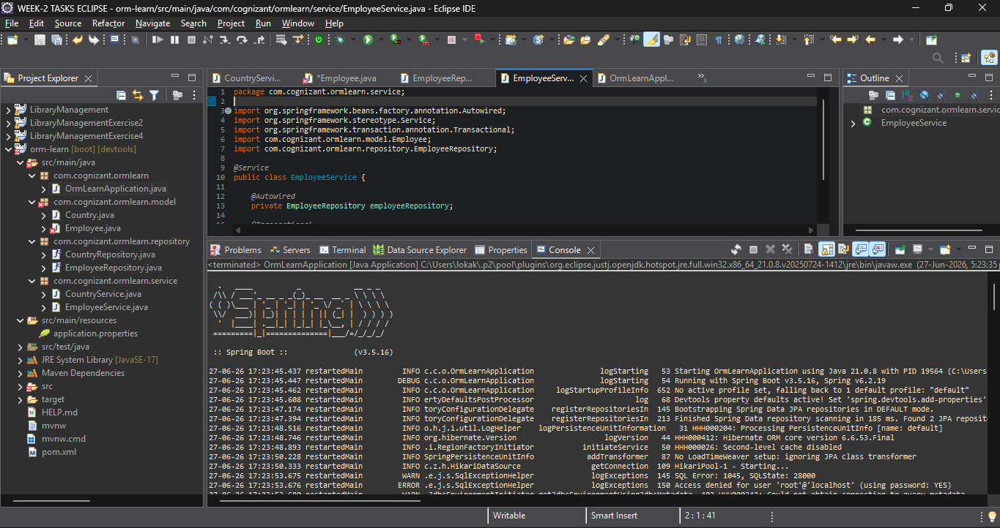 WEEK-2 TASKS ECLIPSE - orm-learn/src/main/java/com/cognizant/ormlearn/service/EmployeeService.java - Eclipse IDE
File Edit Source Refactor Navigate Search Project Run Window Help
Project Explorer
LibraryManagement
LibraryManagementExercise2
LibraryManagementExercise4
orm-learn [boot] [devtools]
src/main/java
com.cognizant.ormlearn
OrmLearnApplication.java
com.cognizant.ormlearn.model
Country.java
Employee.java
com.cognizant.ormlearn.repository
CountryRepository.java
EmployeeRepository.java
com.cognizant.ormlearn.service
CountryService.java
EmployeeService.java
src/main/resources
application.properties
src/test/java
JRE System Library [JavaSE-17]
Maven Dependencies
src
target
HELP.md
mvnw
mvnw.cmd
pom.xml
CountryServi... *Employee.java EmployeeRep... EmployeeServ... OrmLearnAppl... »3
1 package com.cognizant.ormlearn.service;
2
3 import org.springframework.beans.factory.annotation.Autowired;
4 import org.springframework.stereotype.Service;
5 import org.springframework.transaction.annotation.Transactional;
6 import com.cognizant.ormlearn.model.Employee;
7 import com.cognizant.ormlearn.repository.EmployeeRepository;
8
9 @Service
10 public class EmployeeService {
11
12 @Autowired
13 private EmployeeRepository employeeRepository;
14
15 @Transactional
Outline
com.cognizant.ormlearn.servic
EmployeeService
Problems Servers Terminal Data Source Explorer Properties Console
<terminated> OrmLearnApplication [Java Application] C:\Users\lokak\.p2\pool\plugins\org.eclipse.justj.openjdk.hotspot.jre.full.win32.x86_64_21.0.8.v20250724-1412\jre\bin\javaw.exe (27-Jun-2026, 5:23:35
Spring
:: Spring Boot :: (v3.5.16)
27-06-26 17:23:45.437 restartedMain INFO c.c.o.OrmLearnApplication logStarting 53 Starting OrmLearnApplication using Java 21.0.8 with PID 19564 (C:\Users
27-06-26 17:23:45.447 restartedMain DEBUG c.c.o.OrmLearnApplication logStarting 54 Running with Spring Boot v3.5.16, Spring v6.2.19
27-06-26 17:23:45.462 restartedMain INFO c.c.o.OrmLearnApplication logStartupProfileInfo 652 No active profile set, falling back to 1 default profile: "default"
27-06-26 17:23:45.608 restartedMain INFO ertyDefaultsPostProcessor log 68 Devtools property defaults active! Set 'spring.devtools.add-properties'
27-06-26 17:23:47.174 restartedMain INFO toryConfigurationDelegate registerRepositoriesIn 145 Bootstrapping Spring Data JPA repositories in DEFAULT mode.
27-06-26 17:23:47.394 restartedMain INFO toryConfigurationDelegate registerRepositoriesIn 213 Finished Spring Data repository scanning in 185 ms. Found 2 JPA reposit
27-06-26 17:23:48.516 restartedMain INFO o.h.j.i.util.LogHelper logPersistenceUnitInformation 31 HHH000204: Processing PersistenceUnitInfo [name: default]
27-06-26 17:23:48.746 restartedMain INFO org.hibernate.Version logVersion 44 HHH000412: Hibernate ORM core version 6.6.53.Final
27-06-26 17:23:48.893 restartedMain INFO .i.RegionFactoryInitiator initiateService 50 HHH000026: Second-level cache disabled
27-06-26 17:23:50.228 restartedMain INFO SpringPersistenceUnitInfo addTransformer 87 No LoadTimeWeaver setup: ignoring JPA class transformer
27-06-26 17:23:50.333 restartedMain INFO c.z.h.HikariDataSource getConnection 109 HikariPool-1 - Starting...
27-06-26 17:23:53.675 restartedMain WARN .e.j.s.SqlExceptionHelper logExceptions 145 SQL Error: 1045, SQLState: 28000
27-06-26 17:23:53.676 restartedMain ERROR .e.j.s.SqlExceptionHelper logExceptions 150 Access denied for user 'root'@'localhost' (using password: YES)
Writable Smart Insert 2 : 1 : 41